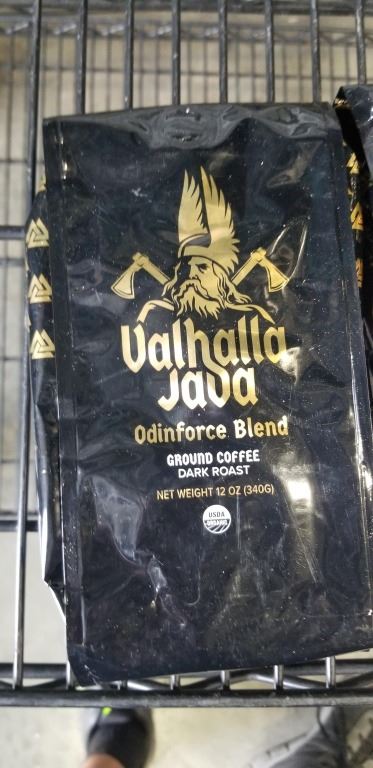 Valhalla
Java
Odinforce Blend
GROUND COFFEE
DARK ROAST
NET WEIGHT 12 OZ (340G)
USDA
ORGANIC